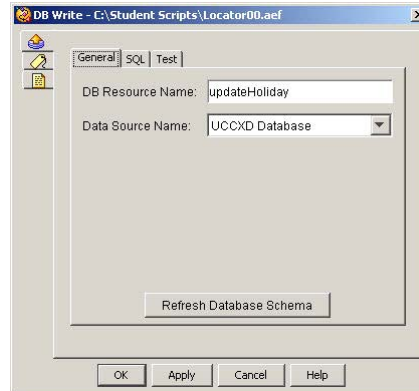 DB Write - C:\Student Scripts\Locator00.aef
General SQL Test
DB Resource Name: updateHoliday
Data Source Name: UCCXD Database
Refresh Database Schema
OK Apply Cancel Help